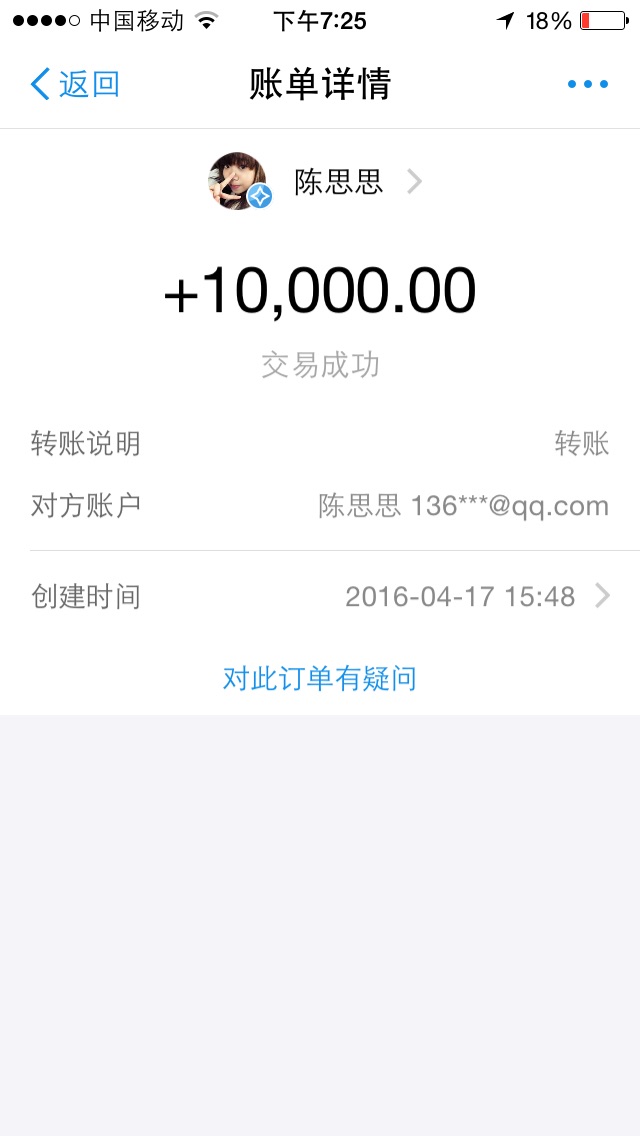 中国移动 下午7:25 18%
返回 账单详情
陈思思
+10,000.00
交易成功
转账说明 转账
对方账户 陈思思 136***@qq.com
创建时间 2016-04-17 15:48
对此订单有疑问